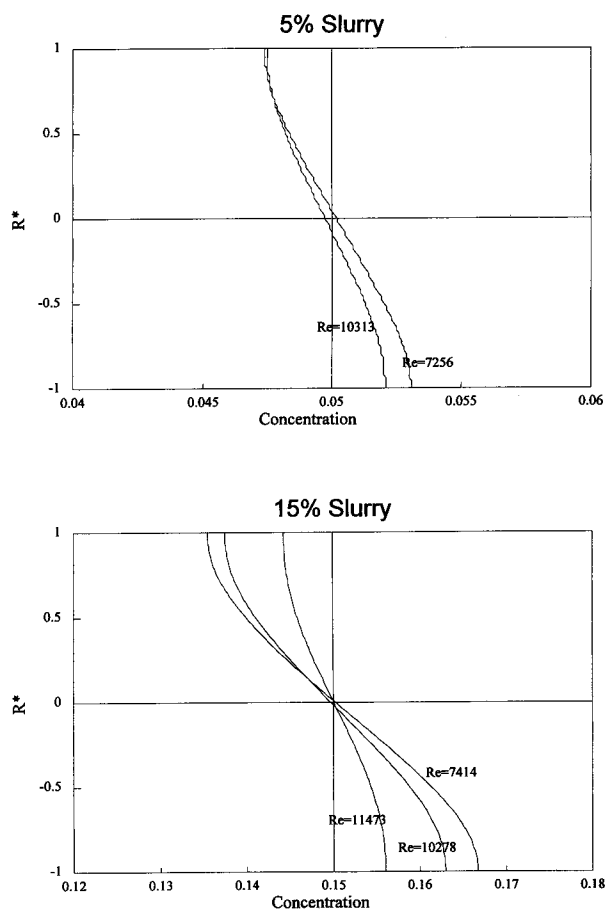 5% Slurry
1
0.5
0
-0.5
-1
R*
Re=10313
Re=7256
0.04
0.045
0.05
0.055
0.06
Concentration
15% Slurry
1
0.5
0
-0.5
-1
R*
Re=7414
Re=11473
Re=10278
0.12
0.13
0.14
0.15
0.16
0.17
0.18
Concentration